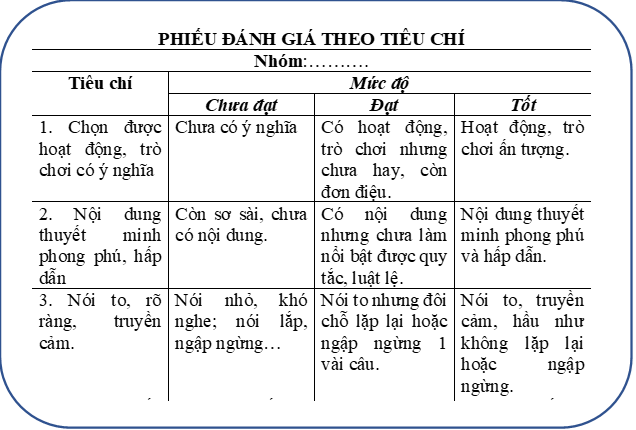 PHIẾU ĐÁNH GIÁ THEO TIÊU CHÍ
Nhóm:……….
Tiêu chí
Mức độ
Chưa đạt
Đạt
Tốt
1. Chọn được
hoạt động, trò
chơi có ý nghĩa
Chưa có ý nghĩa
Có hoạt động,
trò chơi nhưng
chưa hay, còn
đơn điệu.
Hoạt động, trò
chơi ấn tượng.
2. Nội dung
thuyết minh
phong phú, hấp
dẫn
Còn sơ sài, chưa
có nội dung.
Có nội dung
nhưng chưa làm
nổi bật được quy
tắc, luật lệ.
Nội dung thuyết
minh phong phú
và hấp dẫn.
3. Nói to, rõ
ràng, truyền
cảm.
Nói nhỏ, khó
nghe; nói lắp,
ngập ngừng…
Nói to nhưng đôi
chỗ lặp lại hoặc
ngập ngừng 1
vài câu.
Nói to, truyền
cảm, hầu như
không lặp lại
hoặc ngập
ngừng.